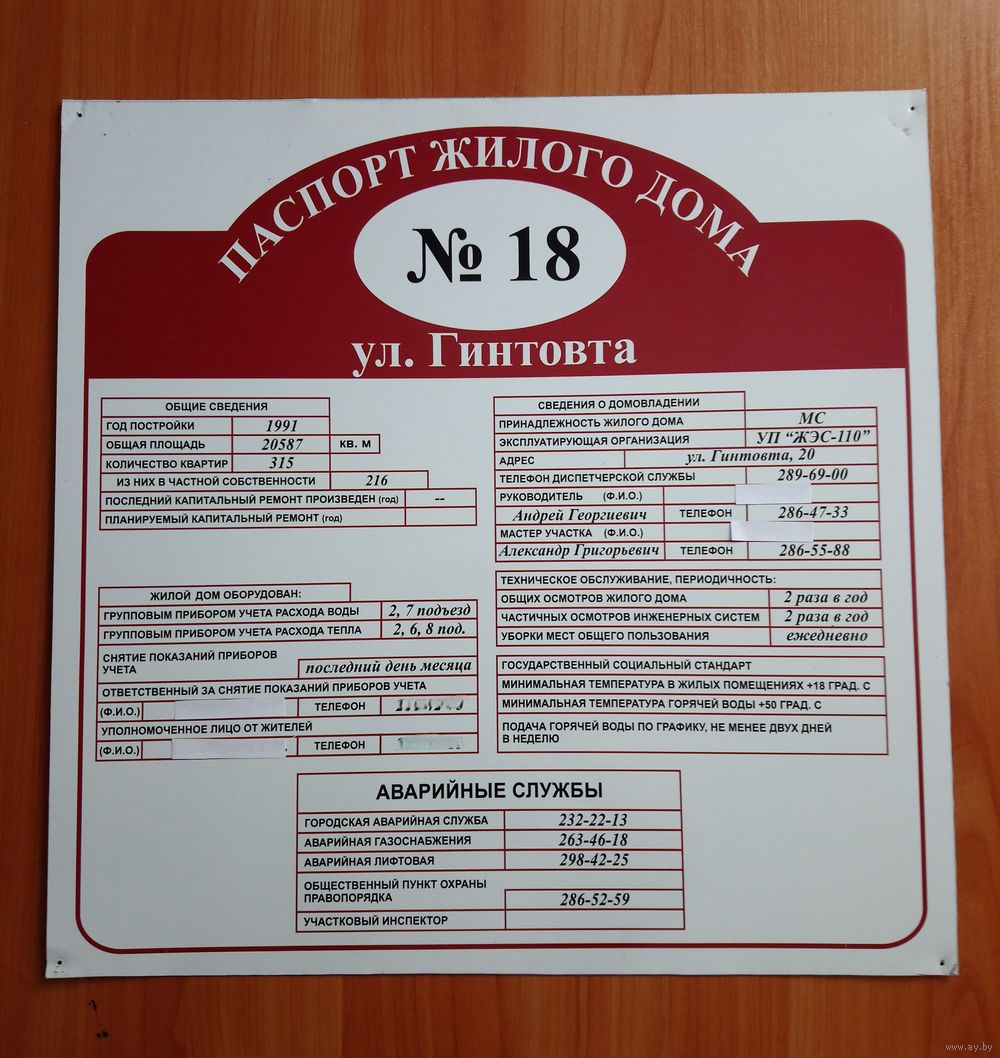 ПАСПОРТ ЖИЛОГО ДОМА
№ 18
ул. Гинтовта
ОБЩИЕ СВЕДЕНИЯ
ГОД ПОСТРОЙКИ 1991
ОБЩАЯ ПЛОЩАДЬ 20587 КВ. М
КОЛИЧЕСТВО КВАРТИР 315
ИЗ НИХ В ЧАСТНОЙ СОБСТВЕННОСТИ 216
ПОСЛЕДНИЙ КАПИТАЛЬНЫЙ РЕМОНТ ПРОИЗВЕДЕН (год) --
ПЛАНИРУЕМЫЙ КАПИТАЛЬНЫЙ РЕМОНТ (год)
ЖИЛОЙ ДОМ ОБОРУДОВАН:
ГРУППОВЫМ ПРИБОРОМ УЧЕТА РАСХОДА ВОДЫ 2, 7 подъезд
ГРУППОВЫМ ПРИБОРОМ УЧЕТА РАСХОДА ТЕПЛА 2, 6, 8 под.
СНЯТИЕ ПОКАЗАНИЙ ПРИБОРОВ
УЧЕТА последний день месяца
ОТВЕТСТВЕННЫЙ ЗА СНЯТИЕ ПОКАЗАНИЙ ПРИБОРОВ УЧЕТА
(Ф.И.О.) ТЕЛЕФОН
УПОЛНОМОЧЕННОЕ ЛИЦО ОТ ЖИТЕЛЕЙ
(Ф.И.О.) ТЕЛЕФОН
СВЕДЕНИЯ О ДОМОВЛАДЕНИИ
ПРИНАДЛЕЖНОСТЬ ЖИЛОГО ДОМА МС
ЭКСПЛУАТИРУЮЩАЯ ОРГАНИЗАЦИЯ УП “ЖЭС-110”
АДРЕС ул. Гинтовта, 20
ТЕЛЕФОН ДИСПЕТЧЕРСКОЙ СЛУЖБЫ 289-69-00
РУКОВОДИТЕЛЬ (Ф.И.О.)
Андрей Георгиевич ТЕЛЕФОН 286-47-33
МАСТЕР УЧАСТКА (Ф.И.О.)
Александр Григорьевич ТЕЛЕФОН 286-55-88
ТЕХНИЧЕСКОЕ ОБСЛУЖИВАНИЕ, ПЕРИОДИЧНОСТЬ:
ОБЩИХ ОСМОТРОВ ЖИЛОГО ДОМА 2 раза в год
ЧАСТИЧНЫХ ОСМОТРОВ ИНЖЕНЕРНЫХ СИСТЕМ 2 раза в год
УБОРКИ МЕСТ ОБЩЕГО ПОЛЬЗОВАНИЯ ежедневно
ГОСУДАРСТВЕННЫЙ СОЦИАЛЬНЫЙ СТАНДАРТ
МИНИМАЛЬНАЯ ТЕМПЕРАТУРА В ЖИЛЫХ ПОМЕЩЕНИЯХ +18 ГРАД. С
МИНИМАЛЬНАЯ ТЕМПЕРАТУРА ГОРЯЧЕЙ ВОДЫ +50 ГРАД. С
ПОДАЧА ГОРЯЧЕЙ ВОДЫ ПО ГРАФИКУ, НЕ МЕНЕЕ ДВУХ ДНЕЙ
В НЕДЕЛЮ
АВАРИЙНЫЕ СЛУЖБЫ
ГОРОДСКАЯ АВАРИЙНАЯ СЛУЖБА 232-22-13
АВАРИЙНАЯ ГАЗОСНАБЖЕНИЯ 263-46-18
АВАРИЙНАЯ ЛИФТОВАЯ 298-42-25
ОБЩЕСТВЕННЫЙ ПУНКТ ОХРАНЫ
ПРАВОПОРЯДКА 286-52-59
УЧАСТКОВЫЙ ИНСПЕКТОР
www.ay.by